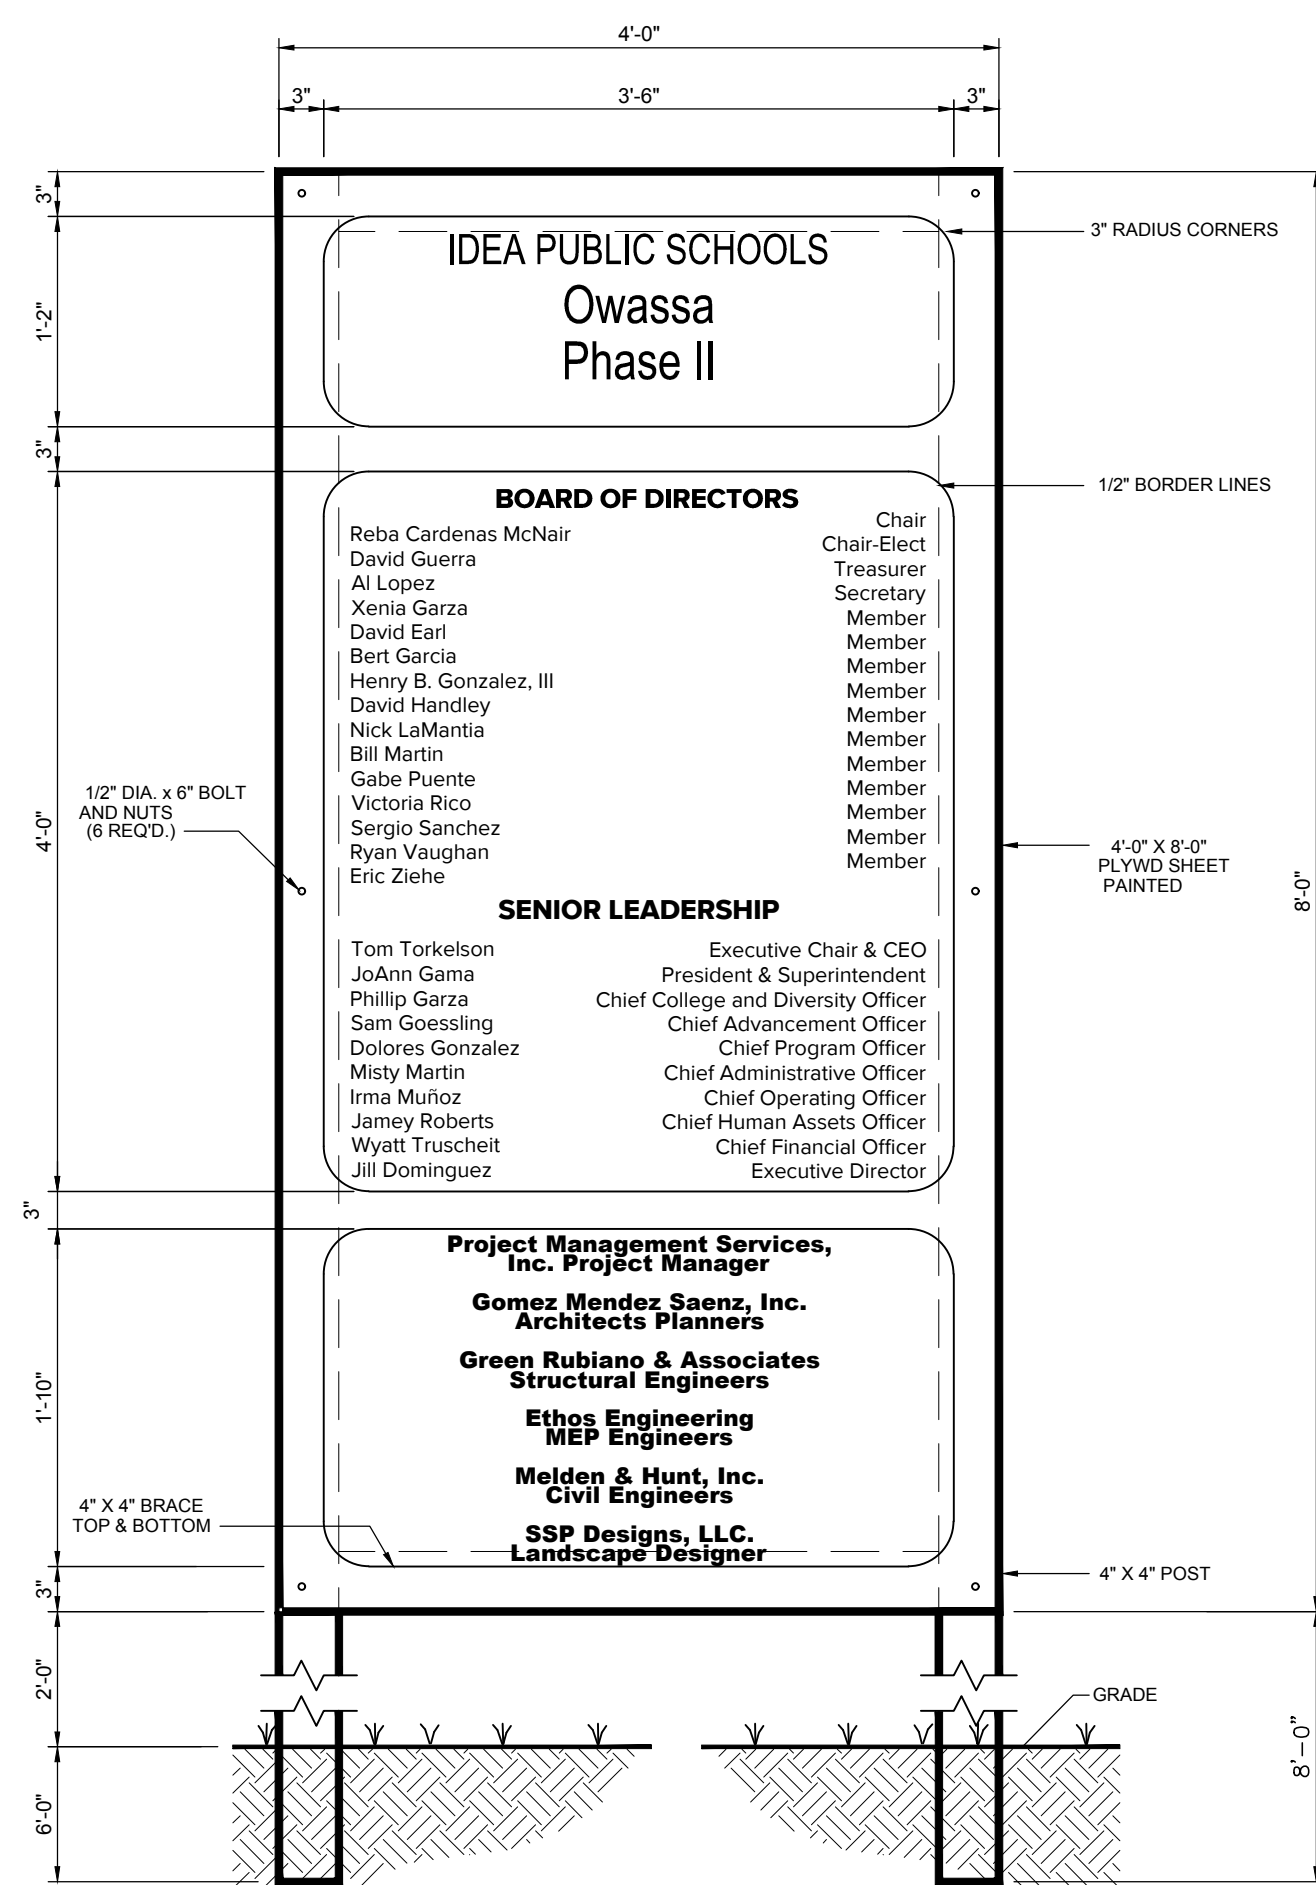 4'-0"
3" 3'-6" 3"
3"
1'-2"
3"
4'-0"
3"
1'-10"
3"
2'-0"
6'-0"
IDEA PUBLIC SCHOOLS
Owassa
Phase II
3" RADIUS CORNERS
1/2" BORDER LINES
BOARD OF DIRECTORS
Reba Cardenas McNair Chair
David Guerra Chair-Elect
Al Lopez Treasurer
Xenia Garza Secretary
David Earl Member
Bert Garcia Member
Henry B. Gonzalez, III Member
David Handley Member
Nick LaMantia Member
Bill Martin Member
Gabe Puente Member
Victoria Rico Member
Sergio Sanchez Member
Ryan Vaughan Member
Eric Ziehe Member
1/2" DIA. x 6" BOLT
AND NUTS
(6 REQ'D.)
4'-0" X 8'-0"
PLYWD SHEET
PAINTED
8'-0"
SENIOR LEADERSHIP
Tom Torkelson Executive Chair & CEO
JoAnn Gama President & Superintendent
Phillip Garza Chief College and Diversity Officer
Sam Goessling Chief Advancement Officer
Dolores Gonzalez Chief Program Officer
Misty Martin Chief Administrative Officer
Irma Muñoz Chief Operating Officer
Jamey Roberts Chief Human Assets Officer
Wyatt Truscheit Chief Financial Officer
Jill Dominguez Executive Director
Project Management Services,
Inc. Project Manager
Gomez Mendez Saenz, Inc.
Architects Planners
Green Rubiano & Associates
Structural Engineers
Ethos Engineering
MEP Engineers
Melden & Hunt, Inc.
Civil Engineers
SSP Designs, LLC.
Landscape Designer
4" X 4" BRACE
TOP & BOTTOM
4" X 4" POST
GRADE
8'-0"